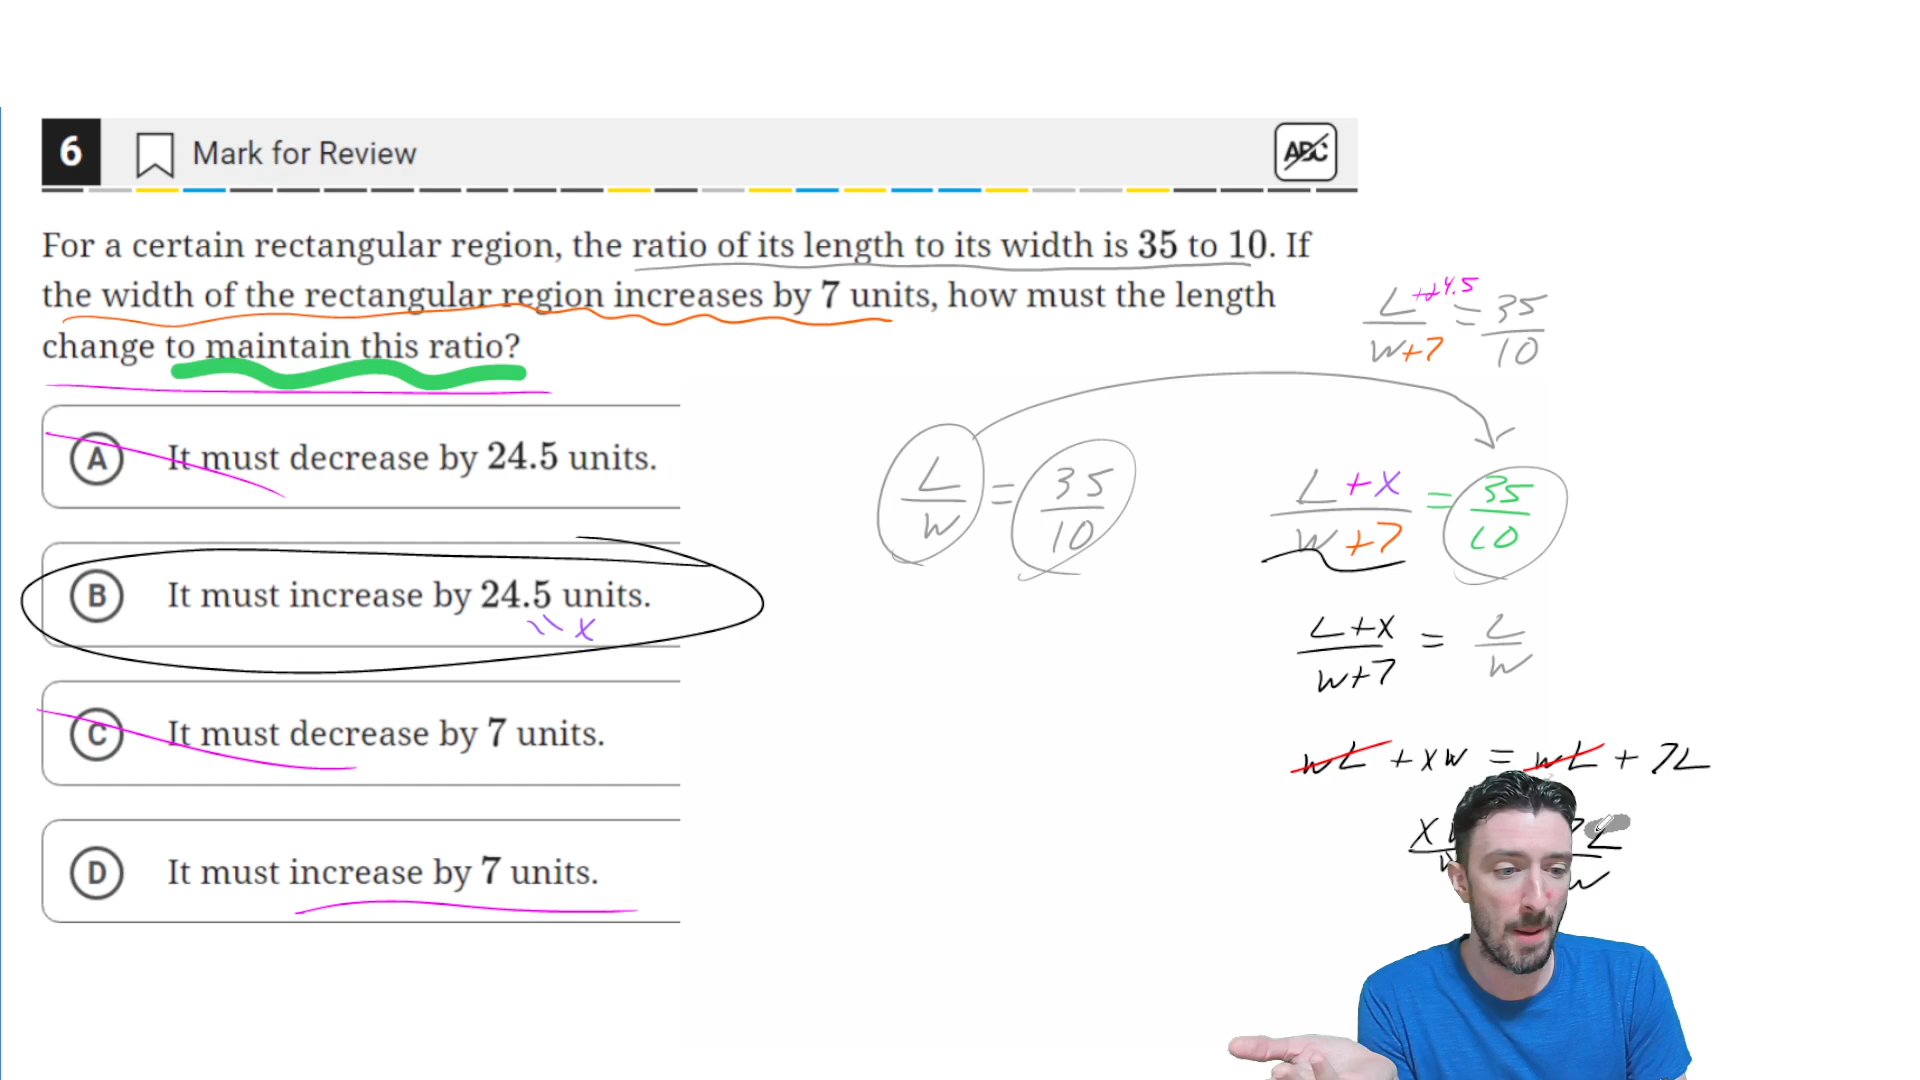 6 Mark for Review ABC
For a certain rectangular region, the ratio of its length to its width is 35 to 10. If
the width of the rectangular region increases by 7 units, how must the length
change to maintain this ratio?
A It must decrease by 24.5 units.
B It must increase by 24.5 units.
= x
C It must decrease by 7 units.
D It must increase by 7 units.
L +24.5 = 35
W+7 10
L = 35
W 10
L + x = 35
W + 7 10
L + x = L
W + 7 W
WL + xW = WL + 7L
x
L
W